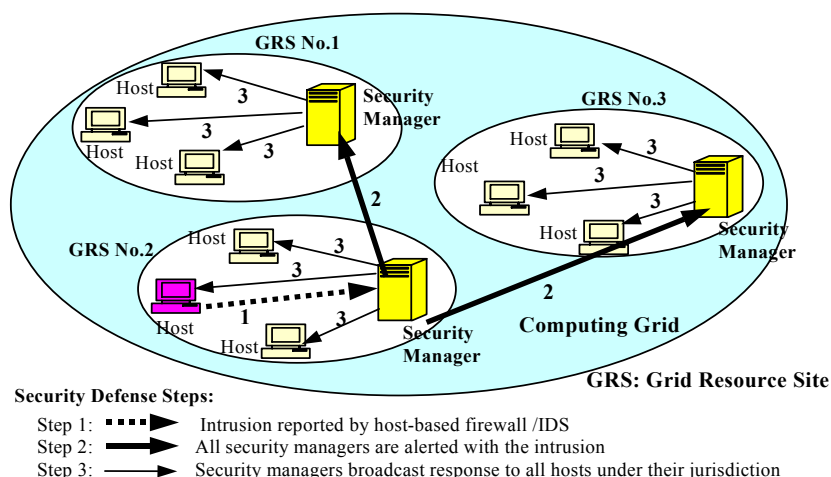 GRS No.1
Host
3
Security
Manager
3
Host
3
Host
GRS No.3
Host
3
Host
3
3
Host
Security
Manager
2
GRS No.2
Host
3
3
1
Host
3
Host
Security
Manager
2
Computing Grid
GRS: Grid Resource Site
Security Defense Steps:
Step 1: Intrusion reported by host-based firewall /IDS
Step 2: All security managers are alerted with the intrusion
Step 3: Security managers broadcast response to all hosts under their jurisdiction